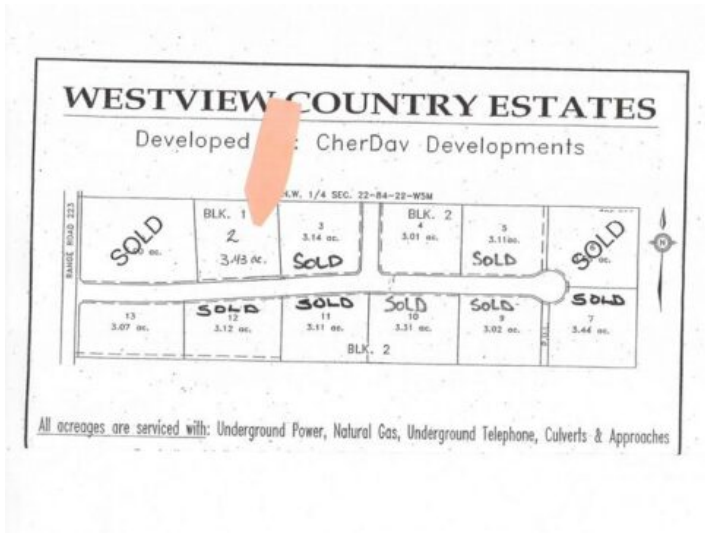 WESTVIEW COUNTRY ESTATES
Developed : CherDav Developments
N.W. 1/4 SEC. 22-84-22-W5M
RANGE ROAD 223
SOLD
ac.
BLK. 1
2
3.43 ac.
3
3.14 ac.
SOLD
BLK. 2
4
3.01 ac.
5
3.11ac.
SOLD
SOLD
ac.
N
13
3.07 ac.
SOLD
12
3.12 ac.
SOLD
11
3.11 ac.
SOLD
10
3.31 ac.
SOLD
9
3.02 ac.
SOLD
7
3.44 ac.
BLK. 2
All acreages are serviced with: Underground Power, Natural Gas, Underground Telephone, Culverts & Approaches